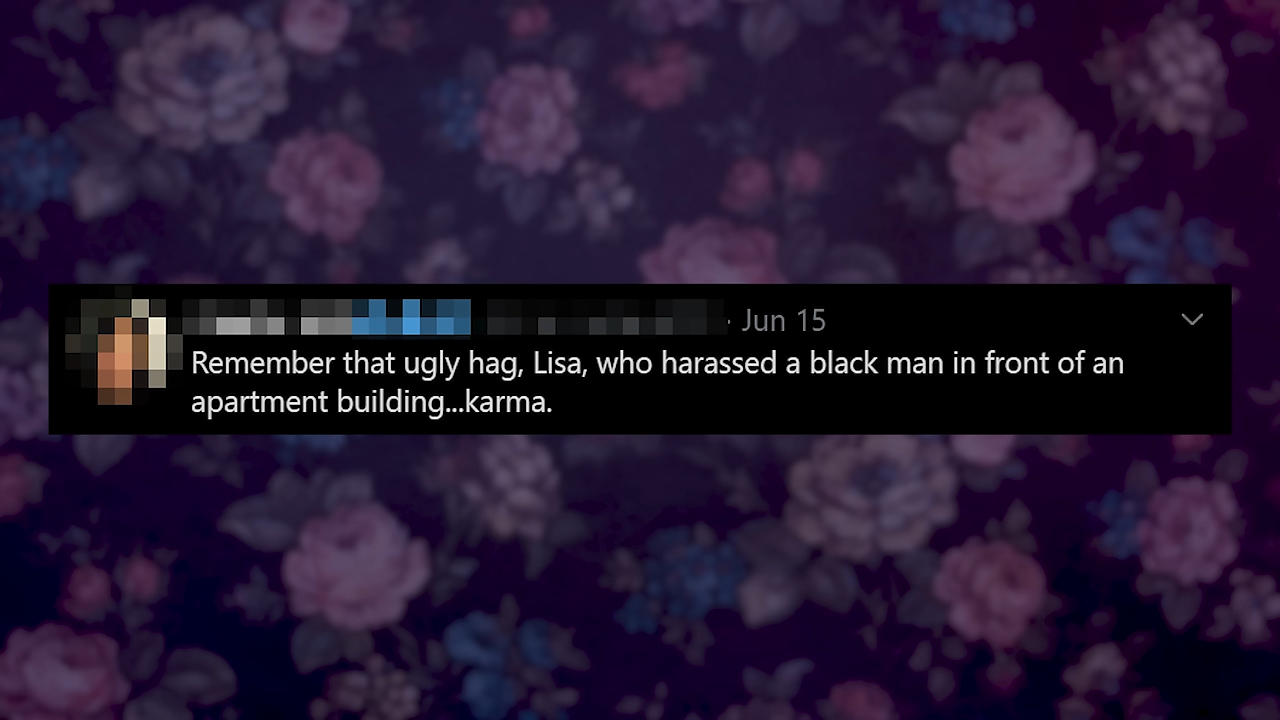 · Jun 15
Remember that ugly hag, Lisa, who harassed a black man in front of an
apartment building...karma.